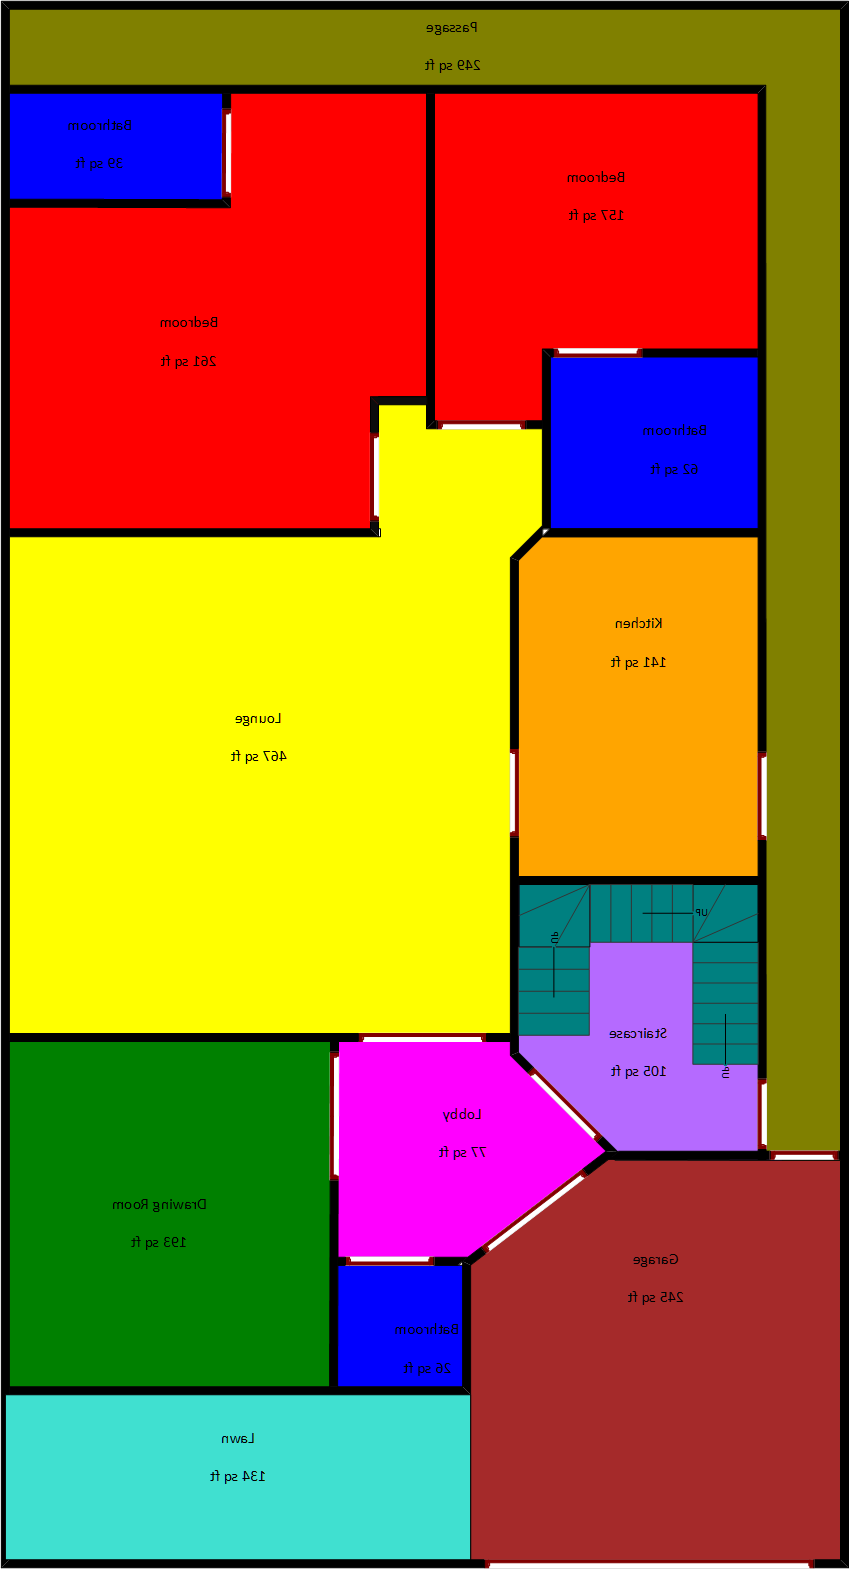 Passage
249 sq ft
Bathroom
39 sq ft
Bedroom
157 sq ft
Bedroom
261 sq ft
Bathroom
62 sq ft
Kitchen
141 sq ft
Lounge
467 sq ft
UP
UP
Staircase
105 sq ft
UP
Lobby
77 sq ft
Drawing Room
193 sq ft
Garage
245 sq ft
Bathroom
26 sq ft
Lawn
134 sq ft